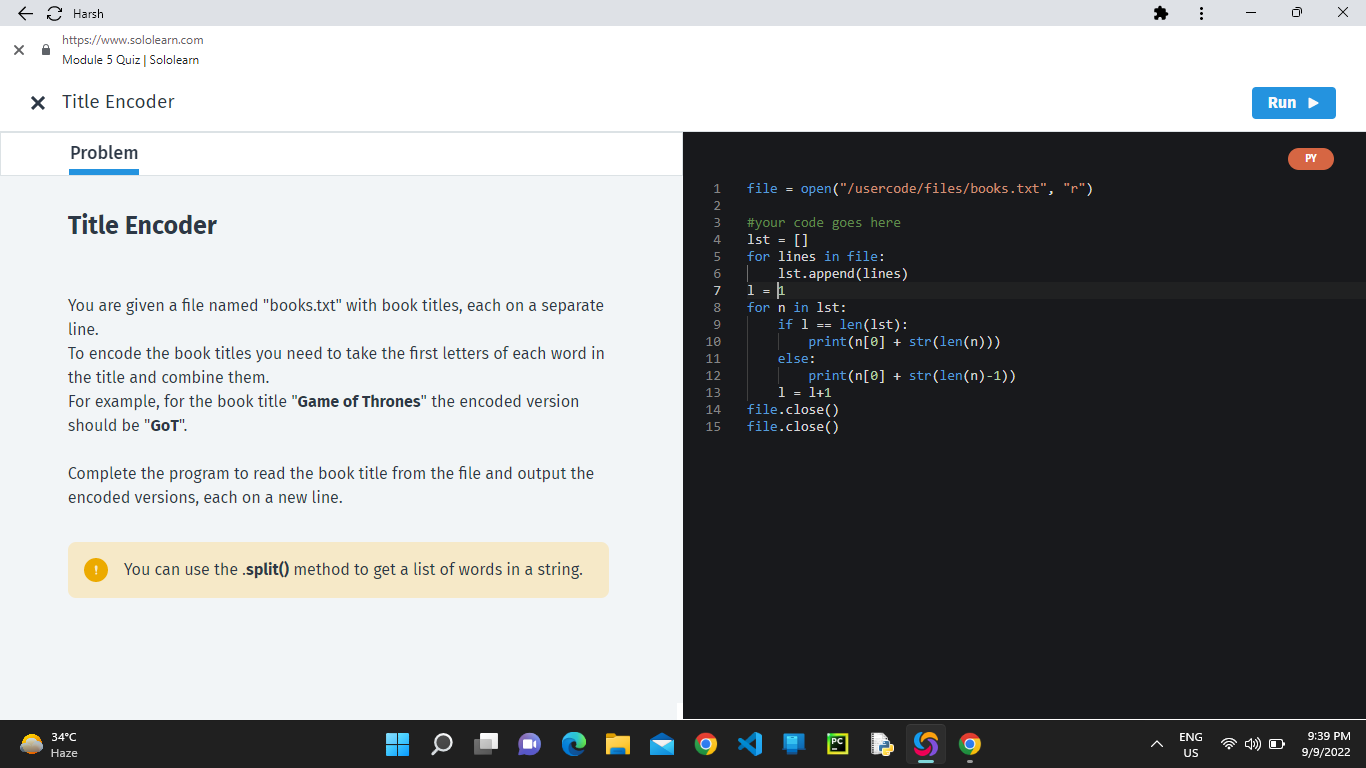 Harsh
https://www.sololearn.com
Module 5 Quiz | Sololearn
Title Encoder
Run
Problem
Title Encoder
You are given a file named "books.txt" with book titles, each on a separate
line.
To encode the book titles you need to take the first letters of each word in
the title and combine them.
For example, for the book title "Game of Thrones" the encoded version
should be "GoT".
Complete the program to read the book title from the file and output the
encoded versions, each on a new line.
! You can use the .split() method to get a list of words in a string.
PY
1 file = open("/usercode/files/books.txt", "r")
2
3 #your code goes here
4 lst = []
5 for lines in file:
6     lst.append(lines)
7 l = 1
8 for n in lst:
9     if l == len(lst):
10         print(n[0] + str(len(n)))
11     else:
12         print(n[0] + str(len(n)-1))
13     l = l+1
14 file.close()
15 file.close()
34°C
Haze
PC
ENG
US
9:39 PM
9/9/2022